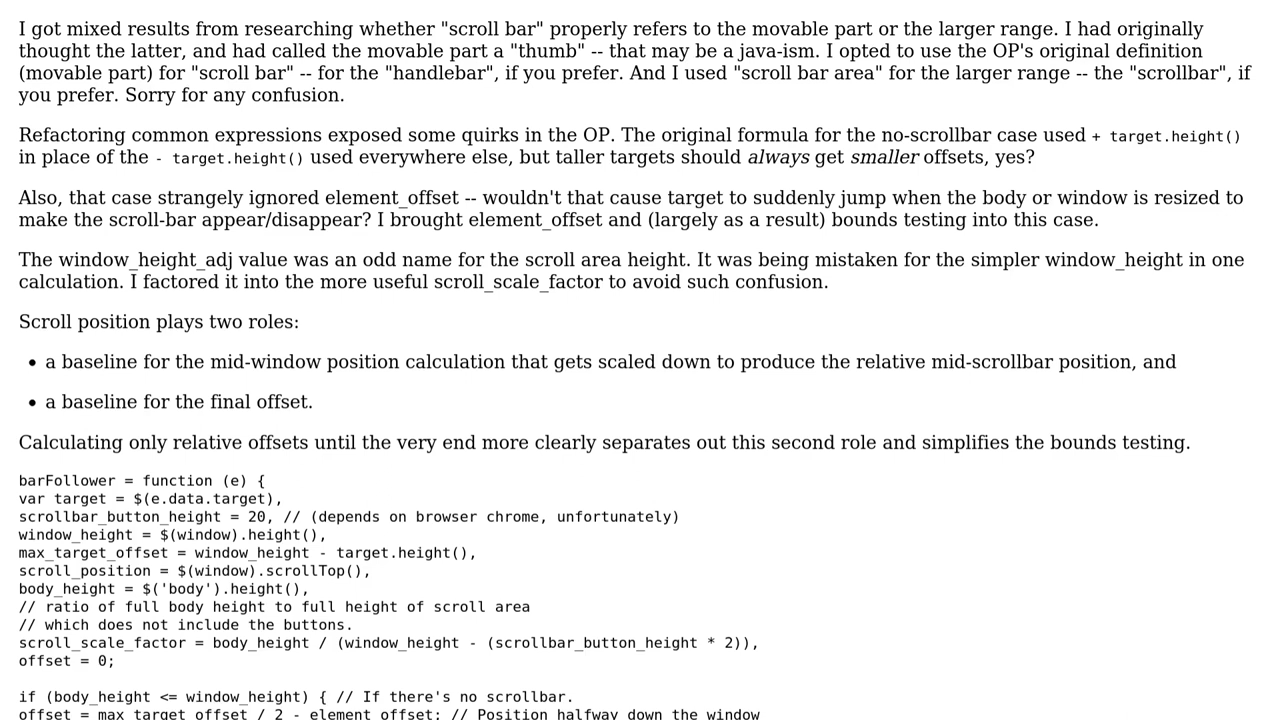 I got mixed results from researching whether "scroll bar" properly refers to the movable part or the larger range. I had originally
thought the latter, and had called the movable part a "thumb" -- that may be a java-ism. I opted to use the OP's original definition
(movable part) for "scroll bar" -- for the "handlebar", if you prefer. And I used "scroll bar area" for the larger range -- the "scrollbar", if
you prefer. Sorry for any confusion.
Refactoring common expressions exposed some quirks in the OP. The original formula for the no-scrollbar case used + target.height()
in place of the - target.height() used everywhere else, but taller targets should always get smaller offsets, yes?
Also, that case strangely ignored element_offset -- wouldn't that cause target to suddenly jump when the body or window is resized to
make the scroll-bar appear/disappear? I brought element_offset and (largely as a result) bounds testing into this case.
The window_height_adj value was an odd name for the scroll area height. It was being mistaken for the simpler window_height in one
calculation. I factored it into the more useful scroll_scale_factor to avoid such confusion.
Scroll position plays two roles:
• a baseline for the mid-window position calculation that gets scaled down to produce the relative mid-scrollbar position, and
• a baseline for the final offset.
Calculating only relative offsets until the very end more clearly separates out this second role and simplifies the bounds testing.
barFollower = function (e) {
var target = $(e.data.target),
scrollbar_button_height = 20, // (depends on browser chrome, unfortunately)
window_height = $(window).height(),
max_target_offset = window_height - target.height(),
scroll_position = $(window).scrollTop(),
body_height = $('body').height(),
// ratio of full body height to full height of scroll area
// which does not include the buttons.
scroll_scale_factor = body_height / (window_height - (scrollbar_button_height * 2)),
offset = 0;
if (body_height <= window_height) { // If there's no scrollbar.
offset = max_target_offset / 2 - element_offset; // Position halfway down the window